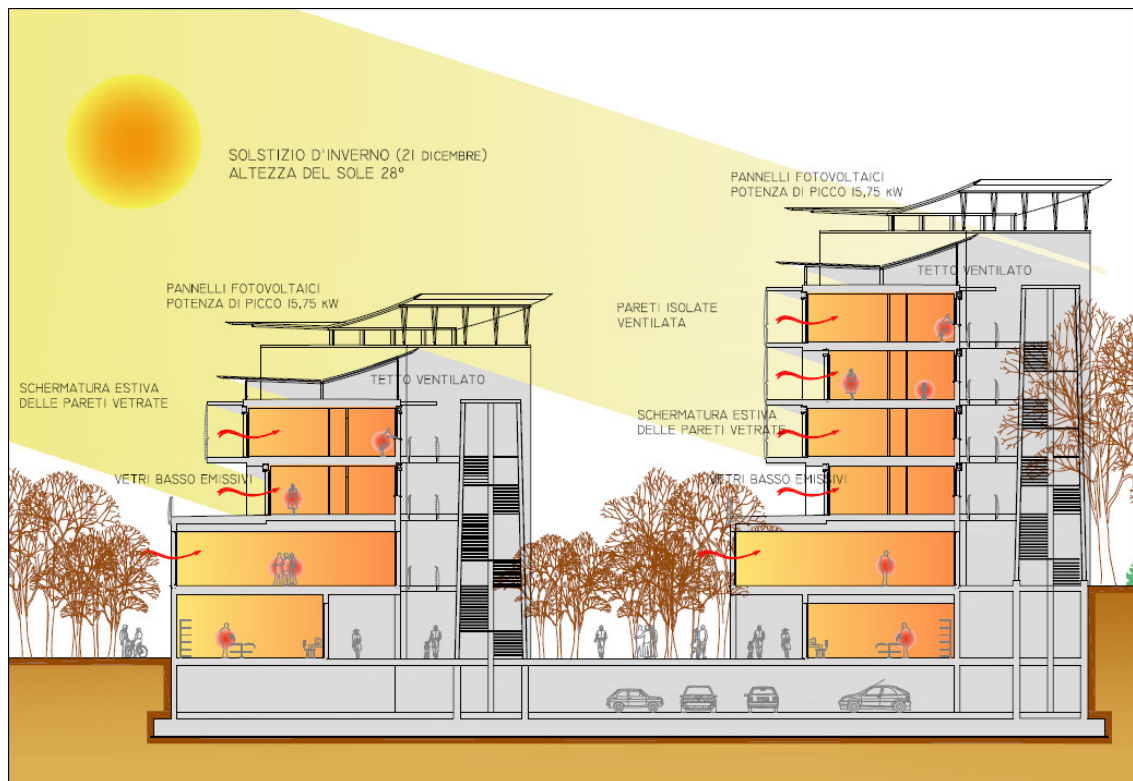 SOLSTIZIO D'INVERNO (21 DICEMBRE)
ALTEZZA DEL SOLE 28°
PANNELLI FOTOVOLTAICI
POTENZA DI PICCO 15,75 KW
PANNELLI FOTOVOLTAICI
POTENZA DI PICCO 15,75 KW
TETTO VENTILATO
PARETI ISOLATE
VENTILATA
SCHERMATURA ESTIVA
DELLE PARETI VETRATE
TETTO VENTILATO
SCHERMATURA ESTIVA
DELLE PARETI VETRATE
VETRI BASSO EMISSIVI
VETRI BASSO EMISSIVI